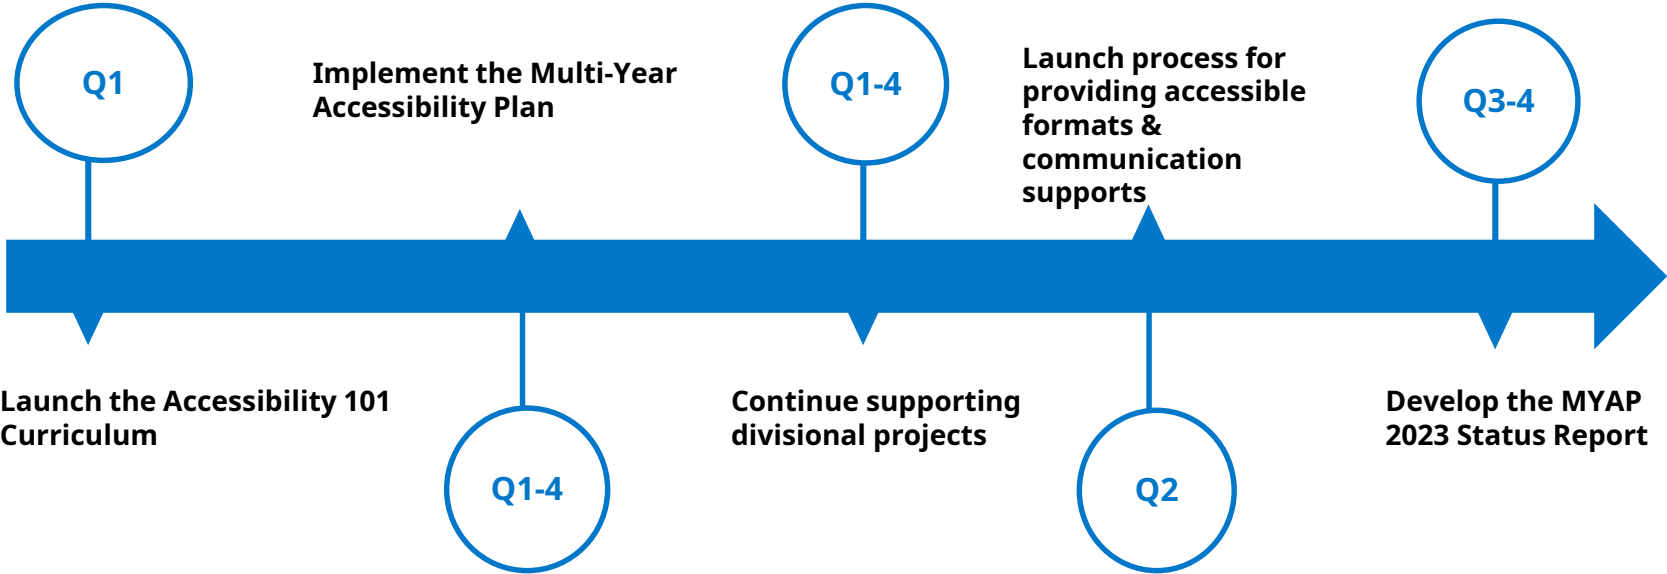 Q1
Launch the Accessibility 101
Curriculum
Implement the Multi-Year
Accessibility Plan
Q1-4
Q1-4
Continue supporting
divisional projects
Launch process for
providing accessible
formats &
communication
supports
Q2
Q3-4
Develop the MYAP
2023 Status Report